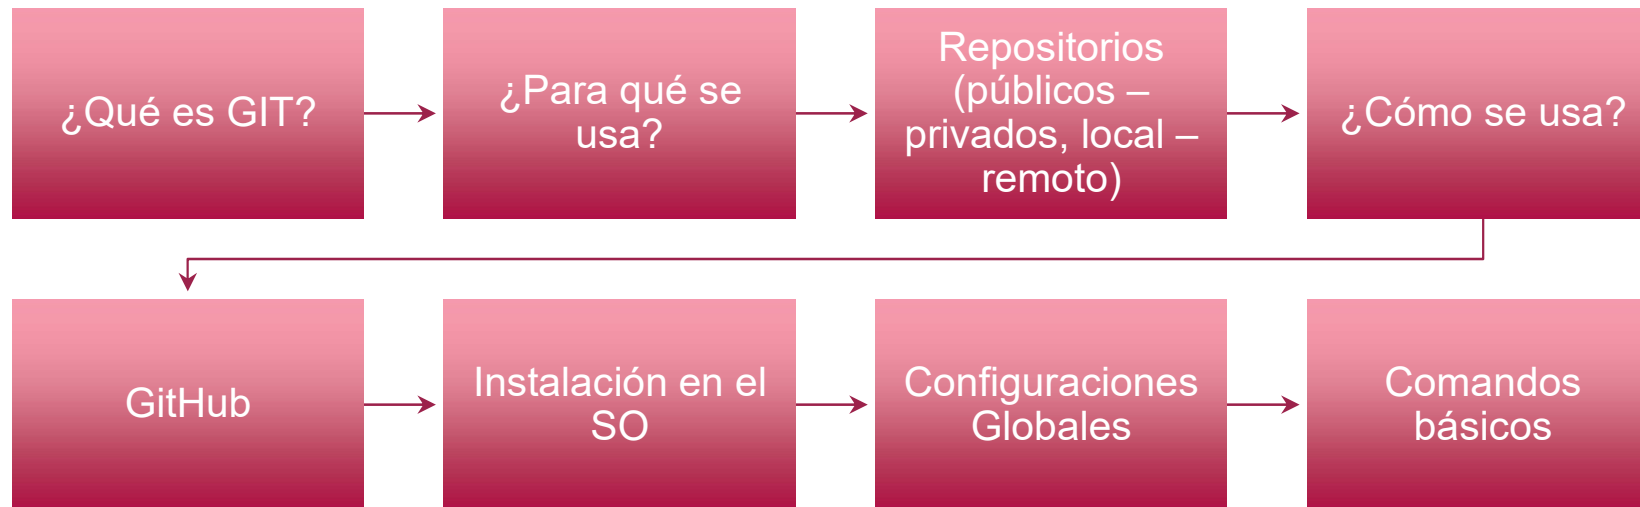 ¿Qué es GIT?
¿Para qué se
usa?
Repositorios
(públicos –
privados, local –
remoto)
¿Cómo se usa?
GitHub
Instalación en el
SO
Configuraciones
Globales
Comandos
básicos